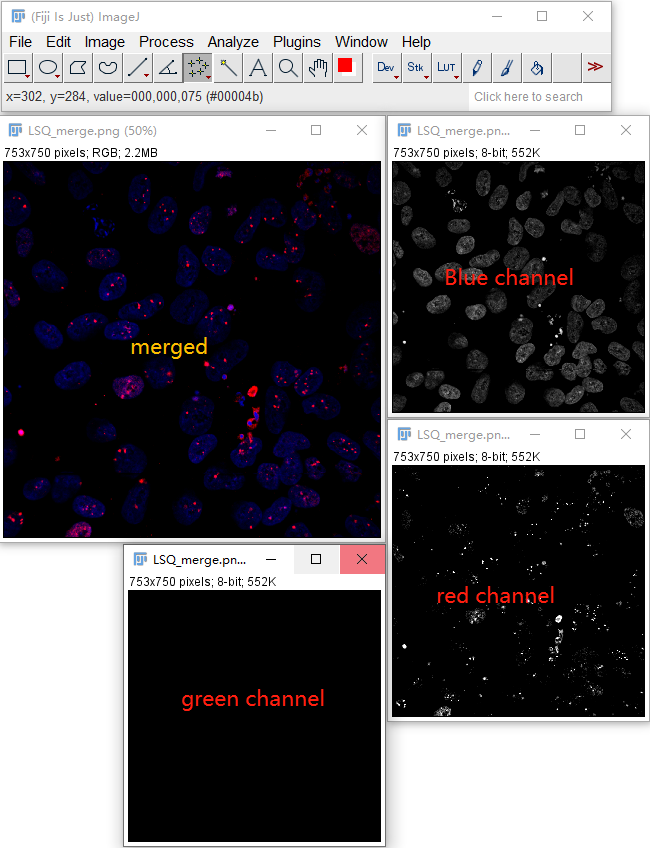 (Fiji Is Just) ImageJ
File Edit Image Process Analyze Plugins Window Help
A Dev Stk LUT >>
x=302, y=284, value=000,000,075 (#00004b)
Click here to search
LSQ_merge.png (50%)
753x750 pixels; RGB; 2.2MB
merged
LSQ_merge.pn...
753x750 pixels; 8-bit; 552K
Blue channel
LSQ_merge.pn...
753x750 pixels; 8-bit; 552K
red channel
LSQ_merge.pn...
753x750 pixels; 8-bit; 552K
green channel